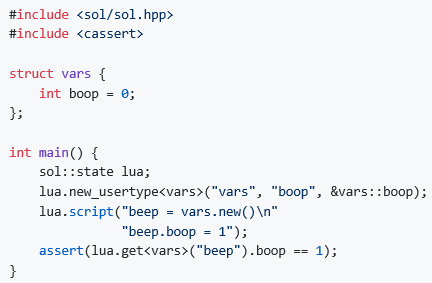 #include <sol/sol.hpp>
#include <cassert>

struct vars {
    int boop = 0;
};

int main() {
    sol::state lua;
    lua.new_usertype<vars>("vars", "boop", &vars::boop);
    lua.script("beep = vars.new()\n"
               "beep.boop = 1");
    assert(lua.get<vars>("beep").boop == 1);
}